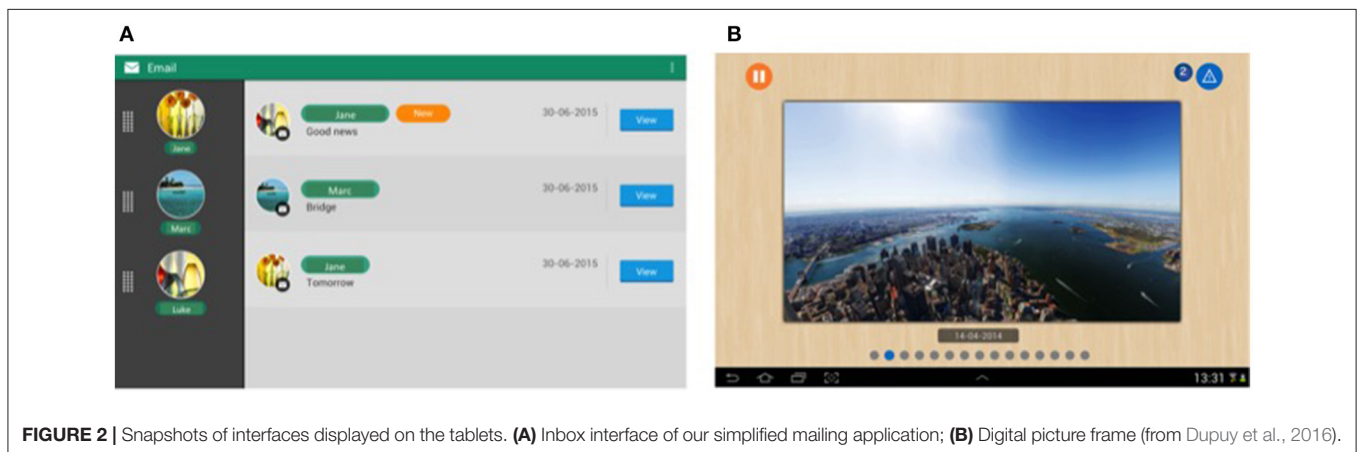 A
B
Email
Jane
Marc
Luke
Jane New
Good news
30-06-2015
View
Marc
Bridge
30-06-2015
View
Jane
Tomorrow
30-06-2015
View
2
14-04-2014
13:31
FIGURE 2 | Snapshots of interfaces displayed on the tablets. (A) Inbox interface of our simplified mailing application; (B) Digital picture frame (from Dupuy et al., 2016).